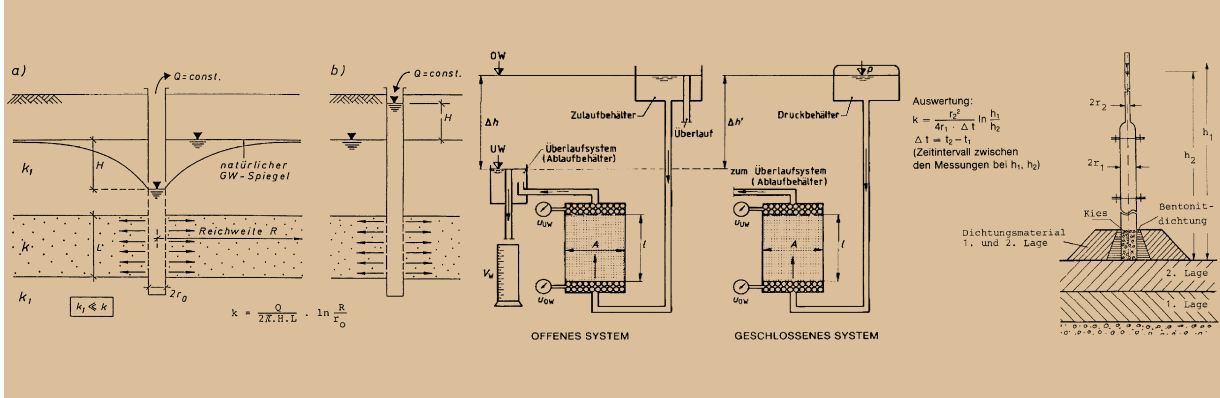 a)
Q=const.
H
k₁
natürlicher
GW-Spiegel
k
L
Reichweite R
k₁
2r₀
k₁ ≪ k
b)
Q=const.
H
k = Q / 2π.H.L . ln R / r₀
OW
Δh
UW
Zulaufbehälter
Überlauf
Überlaufsystem
(Ablaufbehälter)
u_UW
A
l
V_w
u_OW
OFFENES SYSTEM
p
Druckbehälter
Δh'
zum Überlaufsystem
(Ablaufbehälter)
u_UW
A
l
u_OW
GESCHLOSSENES SYSTEM
Auswertung:
k = r₂² / 4r₁ · Δ t ln h₁ / h₂
Δ t = t₂–t₁
(Zeitintervall zwischen
den Messungen bei h₁, h₂)
2r₂
h₁
h₂
2r₁
Kies
Bentonit-
dichtung
Dichtungsmaterial
1. und 2. Lage
2. Lage
1. Lage